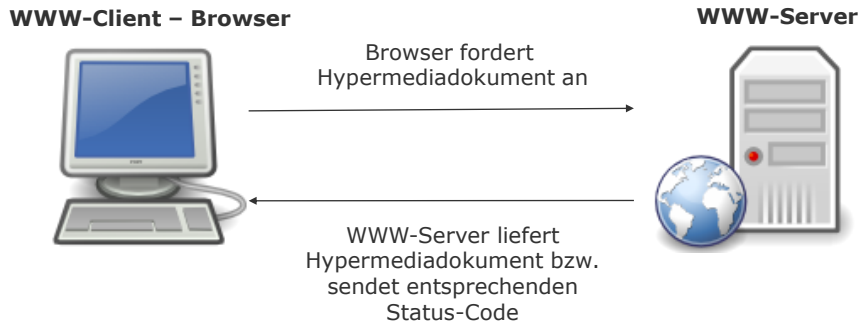 WWW-Client – Browser
WWW-Server
Browser fordert
Hypermediadokument an
WWW-Server liefert
Hypermediadokument bzw.
sendet entsprechenden
Status-Code